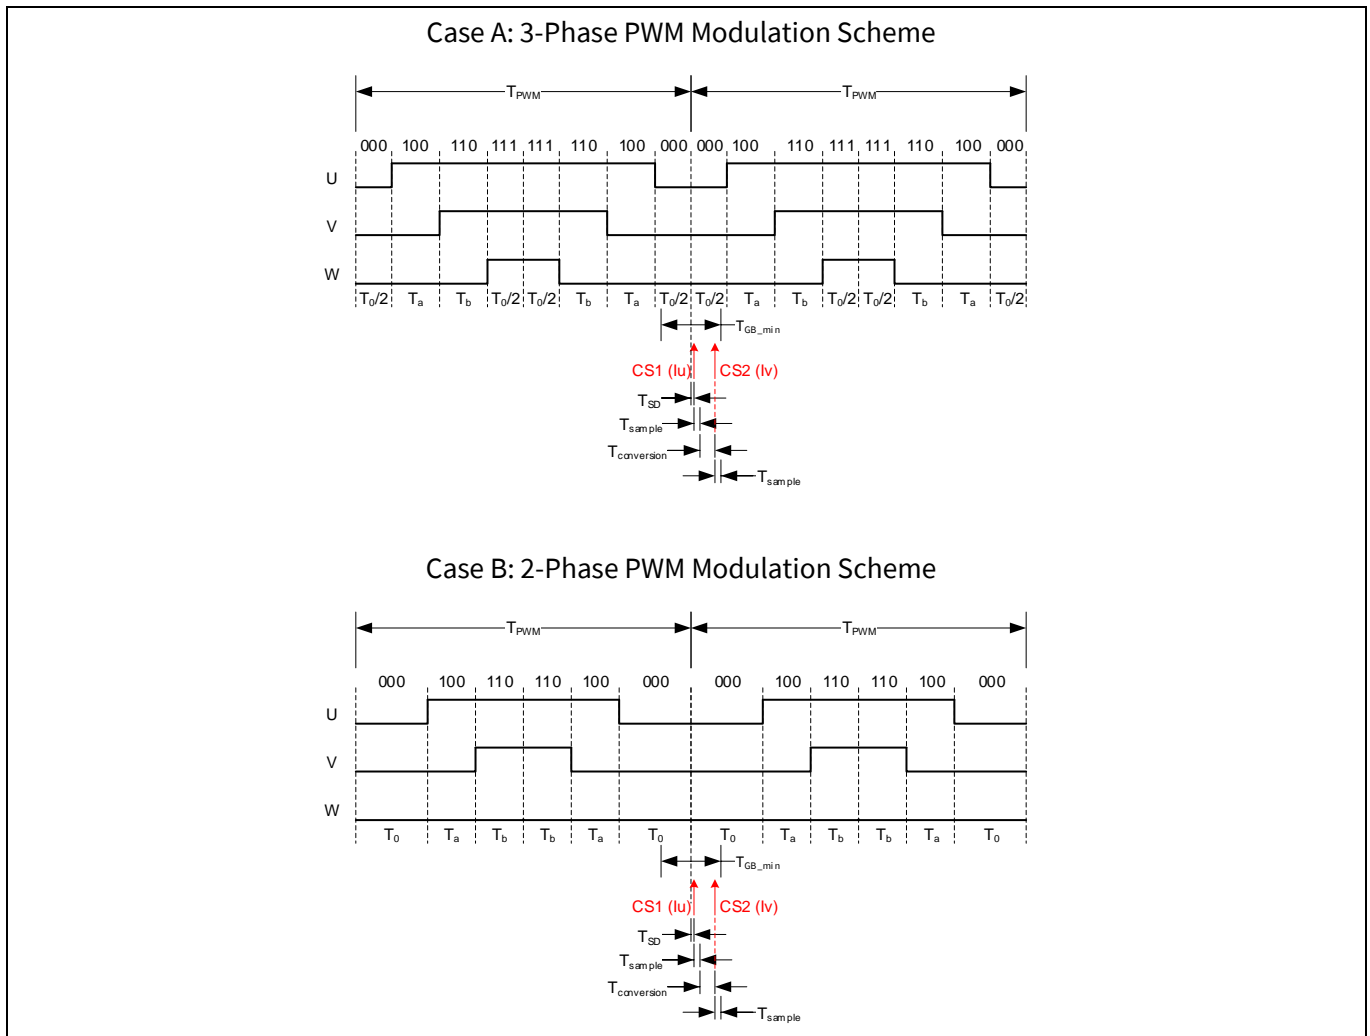 Case A: 3-Phase PWM Modulation Scheme
TPWM TPWM
000 100 110 111 111 110 100 000 000 100 110 111 111 110 100 000
U
V
W
T0/2 Ta Tb T0/2 T0/2 Tb Ta T0/2 T0/2 Ta Tb T0/2 T0/2 Tb Ta T0/2
TGB_min
CS1 (Iu) CS2 (Iv)
TSD
Tsample
Tconversion
Tsample
Case B: 2-Phase PWM Modulation Scheme
TPWM TPWM
000 100 110 110 100 000 000 100 110 110 100 000
U
V
W
T0 Ta Tb Tb Ta T0 T0 Ta Tb Tb Ta T0
TGB_min
CS1 (Iu) CS2 (Iv)
TSD
Tsample
Tconversion
Tsample